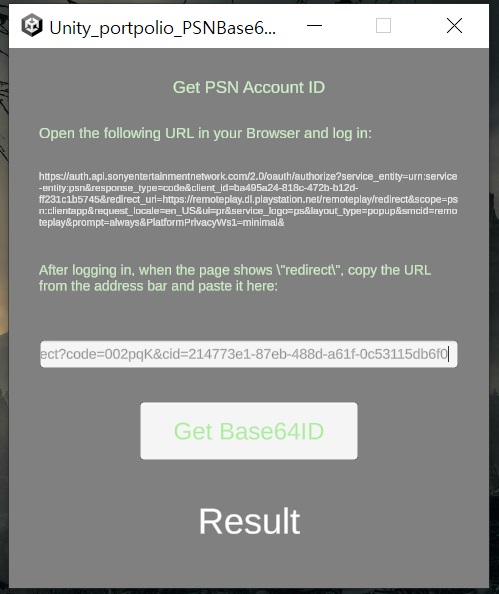 Unity_portpolio_PSNBase6...
Get PSN Account ID
Open the following URL in your Browser and log in:
https://auth.api.sonyentertainmentnetwork.com/2.0/oauth/authorize?service_entity=urn:service
-entity:psn&response_type=code&client_id=ba495a24-818c-472b-b12d-
ff231c1b5745&redirect_uri=https://remoteplay.dl.playstation.net/remoteplay/redirect&scope=ps
n:clientapp&request_locale=en_US&ui=pr&service_logo=ps&layout_type=popup&smcid=remo
teplay&prompt=always&PlatformPrivacyWs1=minimal&
After logging in, when the page shows \"redirect\", copy the URL
from the address bar and paste it here:
ect?code=002pqK&cid=214773e1-87eb-488d-a61f-0c53115db6f0
Get Base64ID
Result